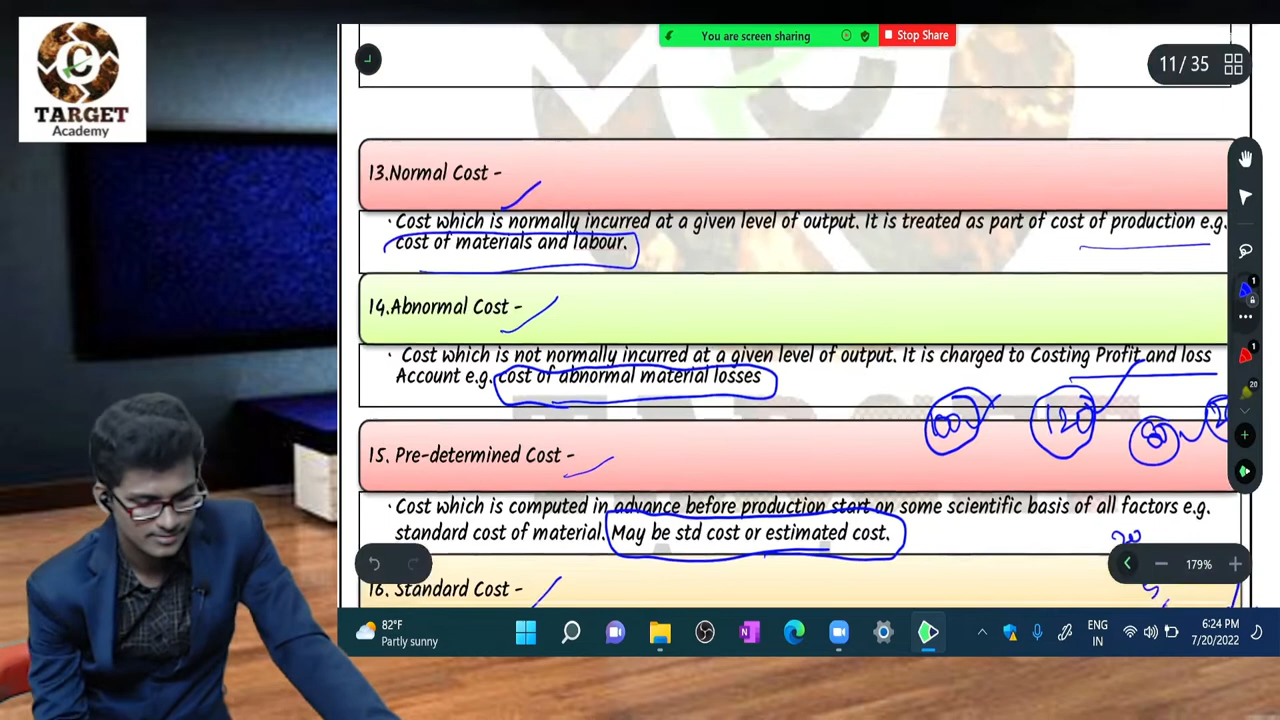 You are screen sharing
Stop Share
11/ 35
TARGET
Academy
13.Normal Cost -
· Cost which is normally incurred at a given level of output. It is treated as part of cost of production e.g.
cost of materials and labour.
14.Abnormal Cost -
· Cost which is not normally incurred at a given level of output. It is charged to Costing Profit and loss
Account e.g. cost of abnormal material losses
100
120
80
15. Pre-determined Cost -
· Cost which is computed in advance before production start on some scientific basis of all factors e.g.
standard cost of material. May be std cost or estimated cost.
20
179%
16. Standard Cost -
82°F
Partly sunny
ENG
IN
6:24 PM
7/20/2022